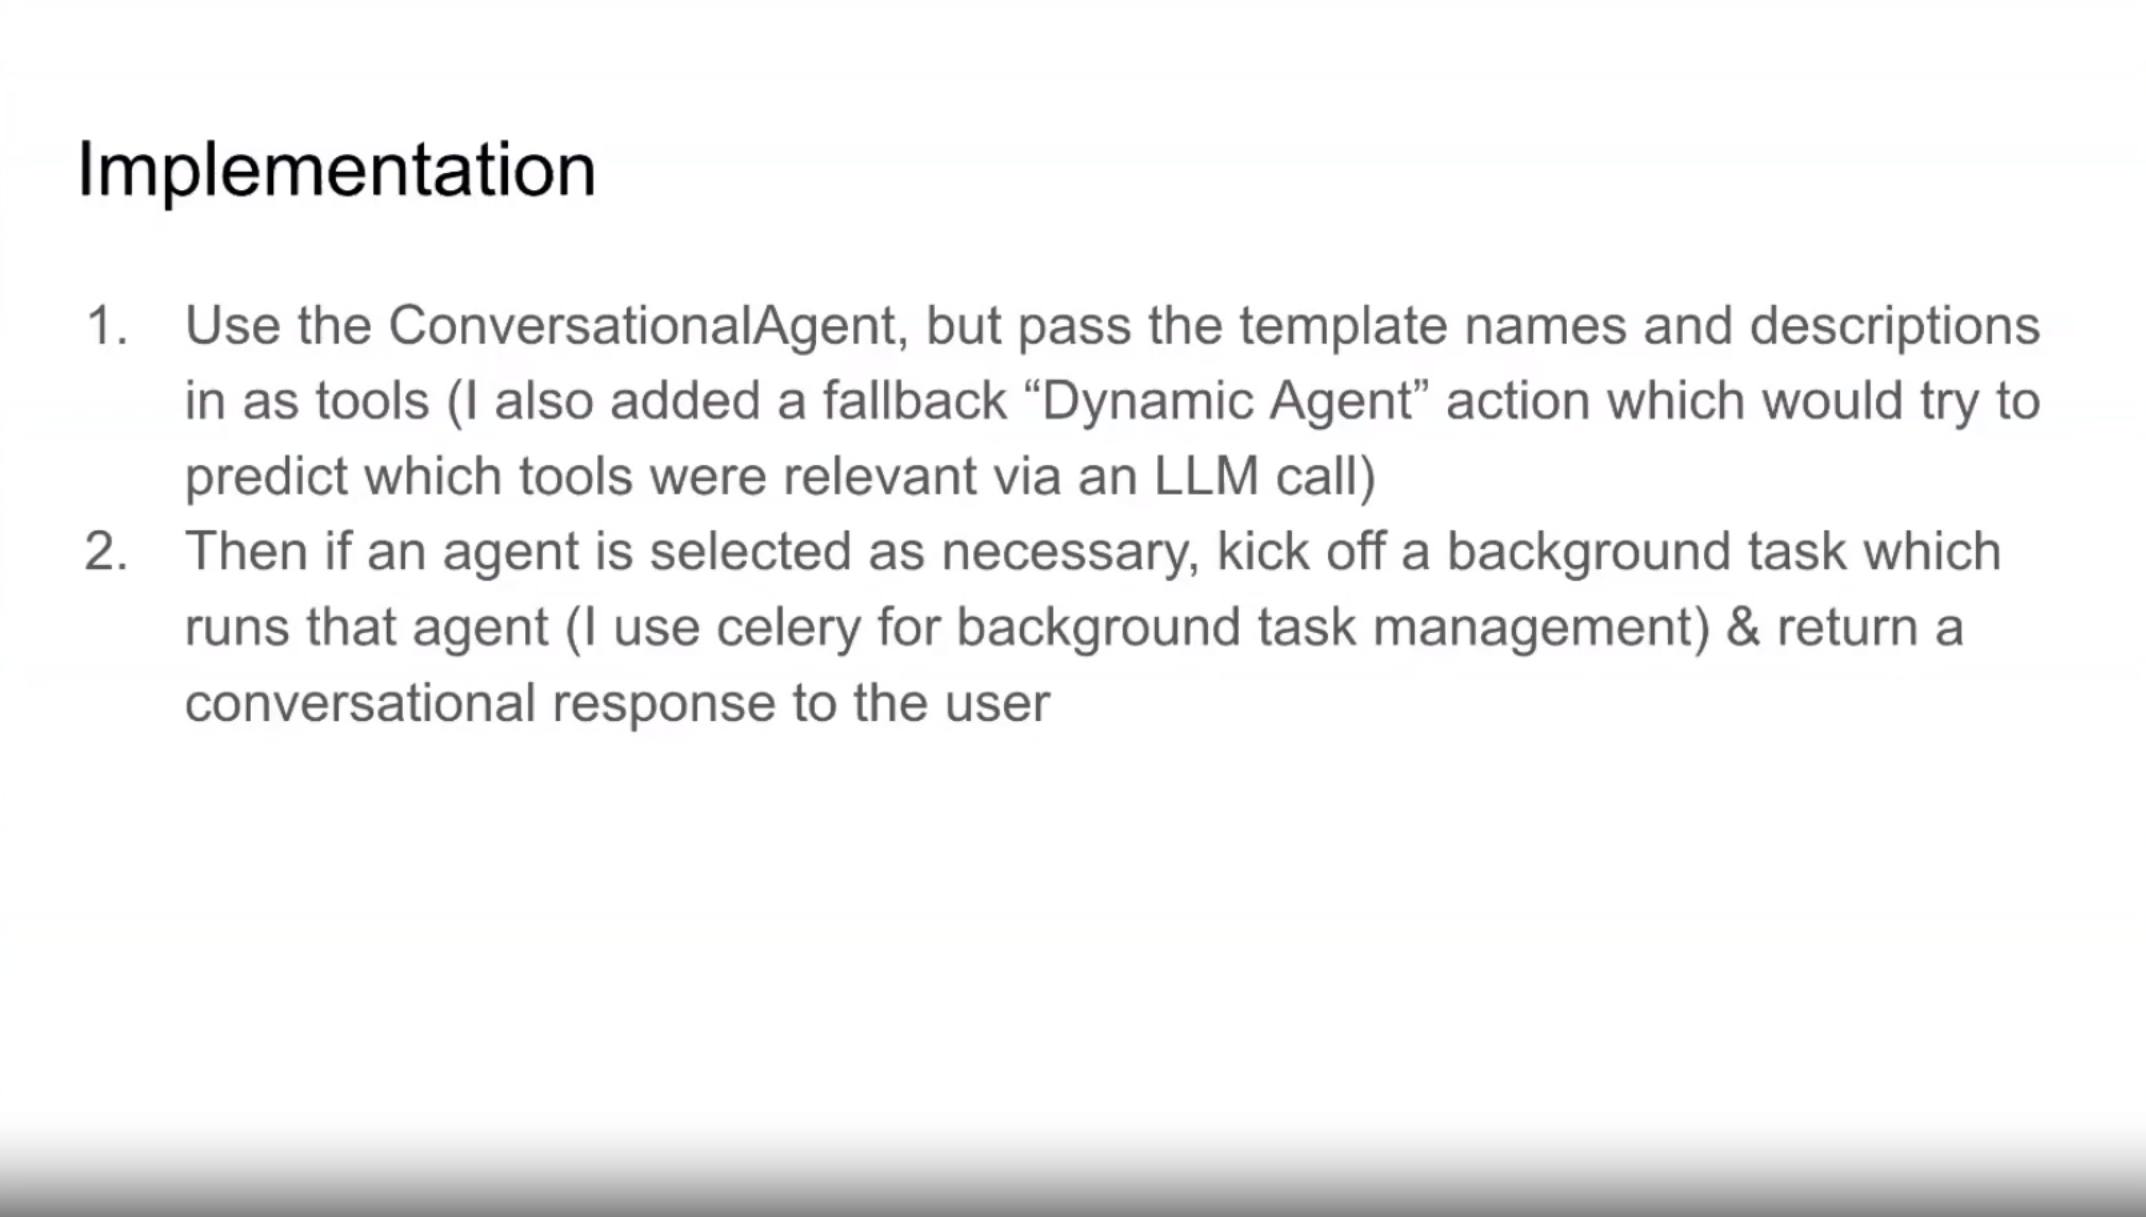 Implementation
1. Use the ConversationalAgent, but pass the template names and descriptions
in as tools (I also added a fallback “Dynamic Agent” action which would try to
predict which tools were relevant via an LLM call)
2. Then if an agent is selected as necessary, kick off a background task which
runs that agent (I use celery for background task management) & return a
conversational response to the user